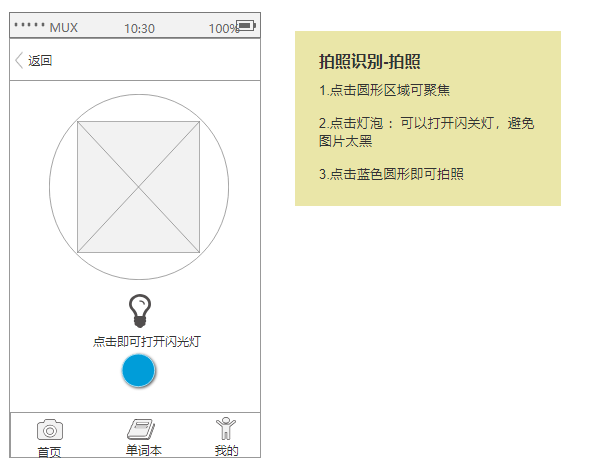 MUX 10:30 100%
返回
点击即可打开闪光灯
首页 单词本 我的
拍照识别-拍照
1.点击圆形区域可聚焦
2.点击灯泡 ：可以打开闪关灯，避免
图片太黑
3.点击蓝色圆形即可拍照